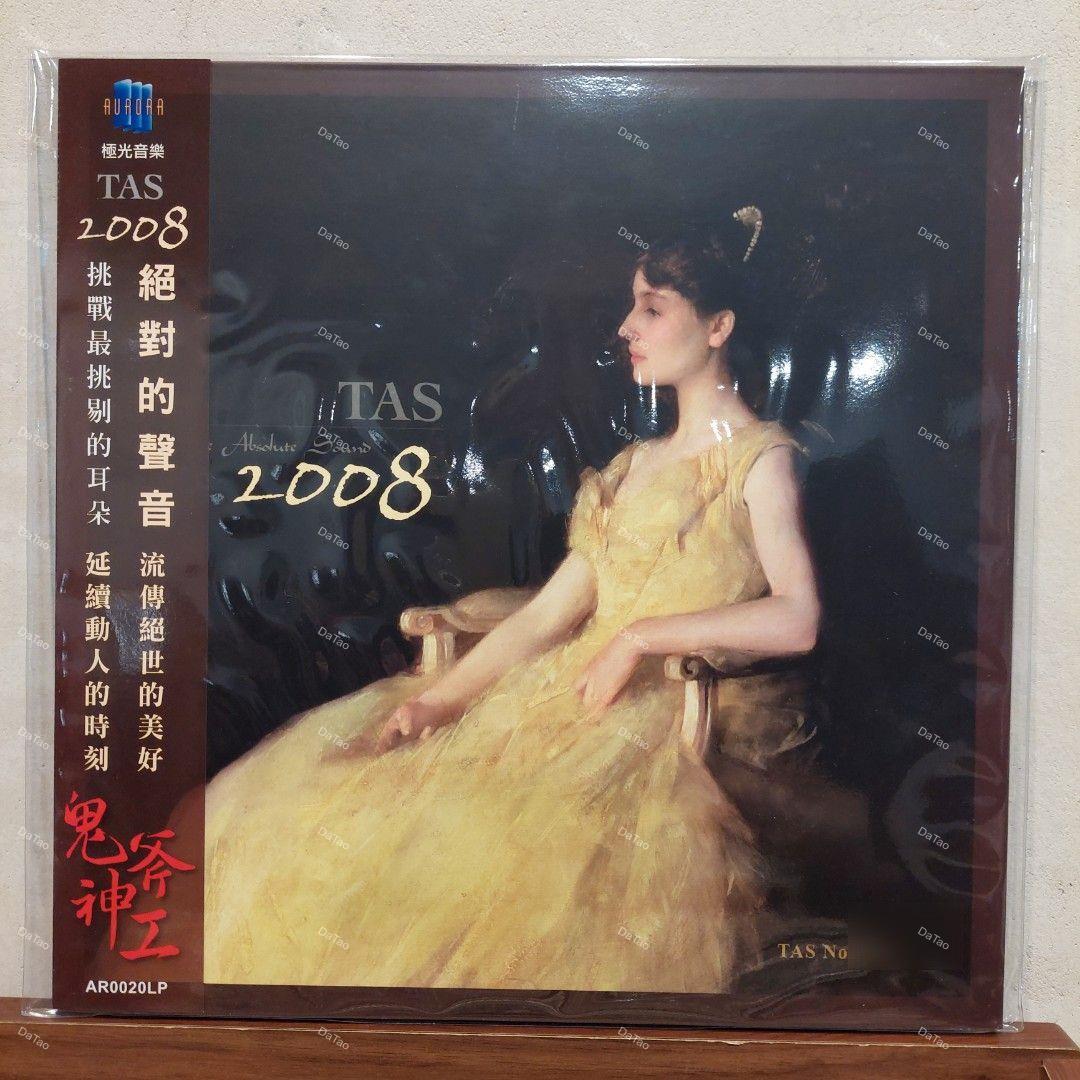 AURORA
極光音樂
TAS
2008
絕對的聲音
挑戰最挑剔的耳朵
流傳絕世的美好
延續動人的時刻
鬼斧神工
AR0020LP
TAS
Absolute Sound
2008
TAS No
DaTao